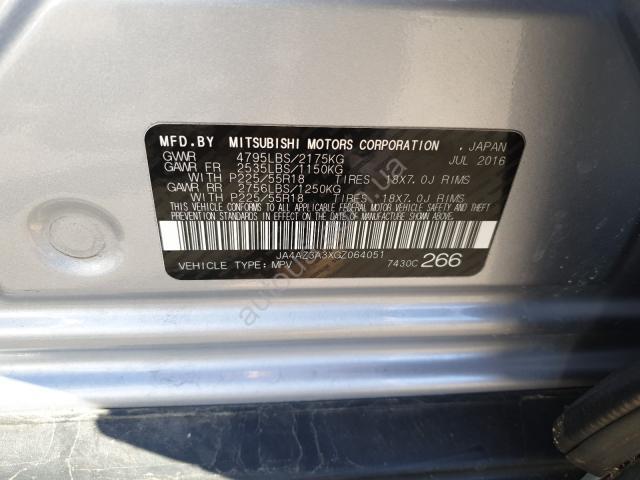 MFD.BY MITSUBISHI MOTORS CORPORATION , JAPAN
GVWR 4795LBS/2175KG JUL 2016
GAWR FR 2535LBS/1150KG
WITH P225/55R18 TIRES 18X7.0J RIMS
GAWR RR 2756LBS/1250KG
WITH P225/55R18 TIRES 18X7.0J RIMS
THIS VEHICLE CONFORMS TO ALL APPLICABLE FEDERAL MOTOR VEHICLE SAFETY AND THEFT
PREVENTION STANDARDS IN EFFECT ON THE DATE OF MANUFACTURE SHOWN ABOVE.
JA4AZ3A3XGZ064051
VEHICLE TYPE: MPV 7430C 266